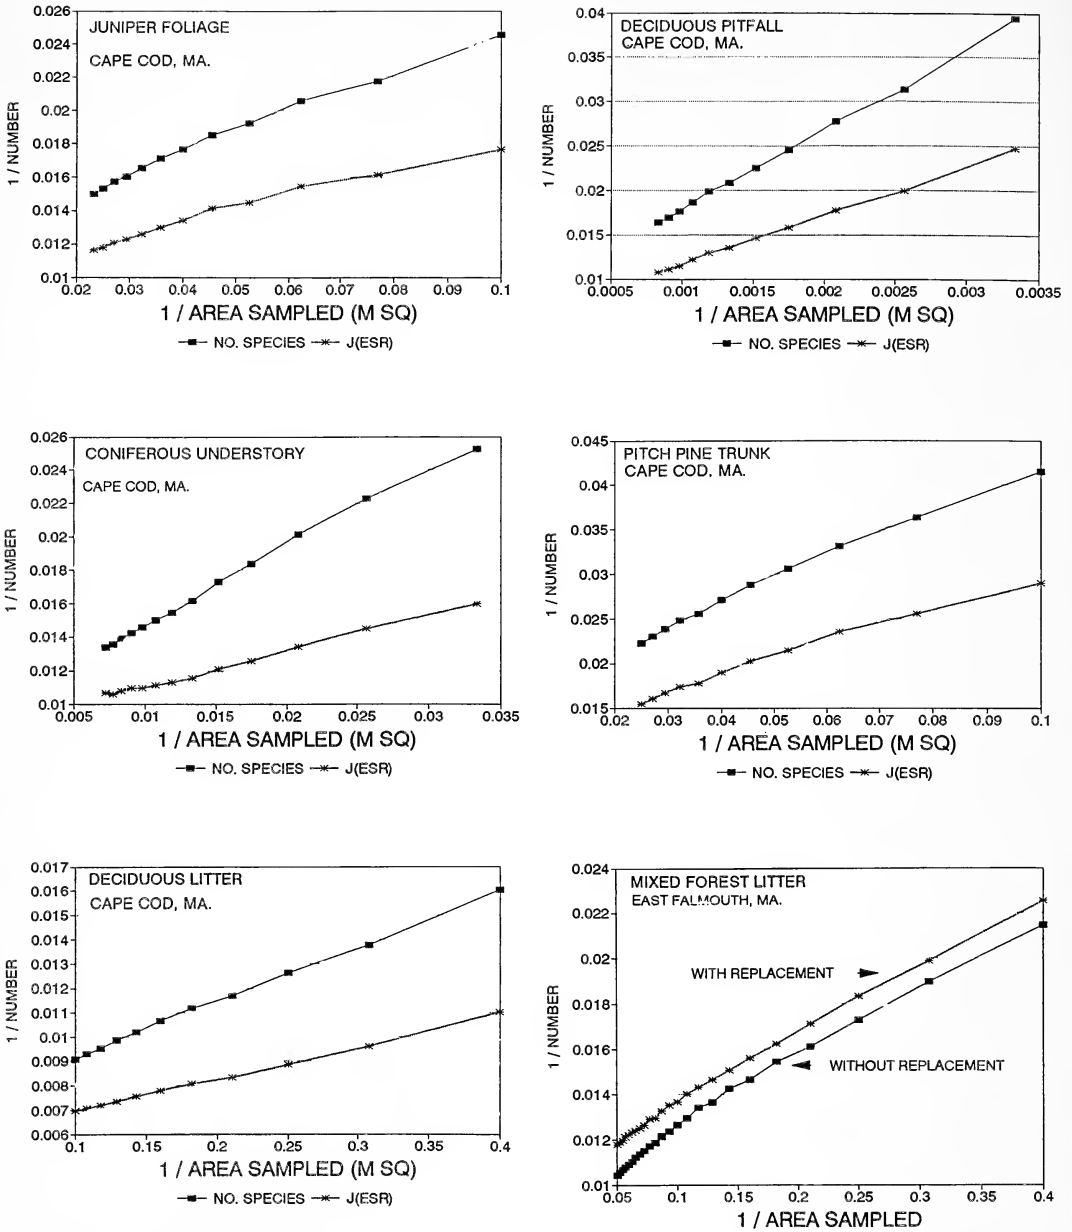 JUNIPER FOLIAGE
CAPE COD, MA.
1 / NUMBER
0.026
0.024
0.022
0.02
0.018
0.016
0.014
0.012
0.01
0.02 0.03 0.04 0.05 0.06 0.07 0.08 0.09 0.1
1 / AREA SAMPLED (M SQ)
NO. SPECIES J(ESR)
DECIDUOUS PITFALL
CAPE COD, MA.
1 / NUMBER
0.04
0.035
0.03
0.025
0.02
0.015
0.01
0.0005 0.001 0.0015 0.002 0.0025 0.003 0.0035
1 / AREA SAMPLED (M SQ)
NO. SPECIES J(ESR)
CONIFEROUS UNDERSTORY
CAPE COD, MA.
1 / NUMBER
0.026
0.024
0.022
0.02
0.018
0.016
0.014
0.012
0.01
0.005 0.01 0.015 0.02 0.025 0.03 0.035
1 / AREA SAMPLED (M SQ)
NO. SPECIES J(ESR)
PITCH PINE TRUNK
CAPE COD, MA.
1 / NUMBER
0.045
0.04
0.035
0.03
0.025
0.02
0.015
0.02 0.03 0.04 0.05 0.06 0.07 0.08 0.09 0.1
1 / AREA SAMPLED (M SQ)
NO. SPECIES J(ESR)
DECIDUOUS LITTER
CAPE COD, MA.
1 / NUMBER
0.017
0.016
0.015
0.014
0.013
0.012
0.011
0.01
0.009
0.008
0.007
0.006
0.1 0.15 0.2 0.25 0.3 0.35 0.4
1 / AREA SAMPLED (M SQ)
NO. SPECIES J(ESR)
MIXED FOREST LITTER
EAST FALMOUTH, MA.
WITH REPLACEMENT
WITHOUT REPLACEMENT
1 / NUMBER
0.024
0.022
0.02
0.018
0.016
0.014
0.012
0.01
0.05 0.1 0.15 0.2 0.25 0.3 0.35 0.4
1 / AREA SAMPLED